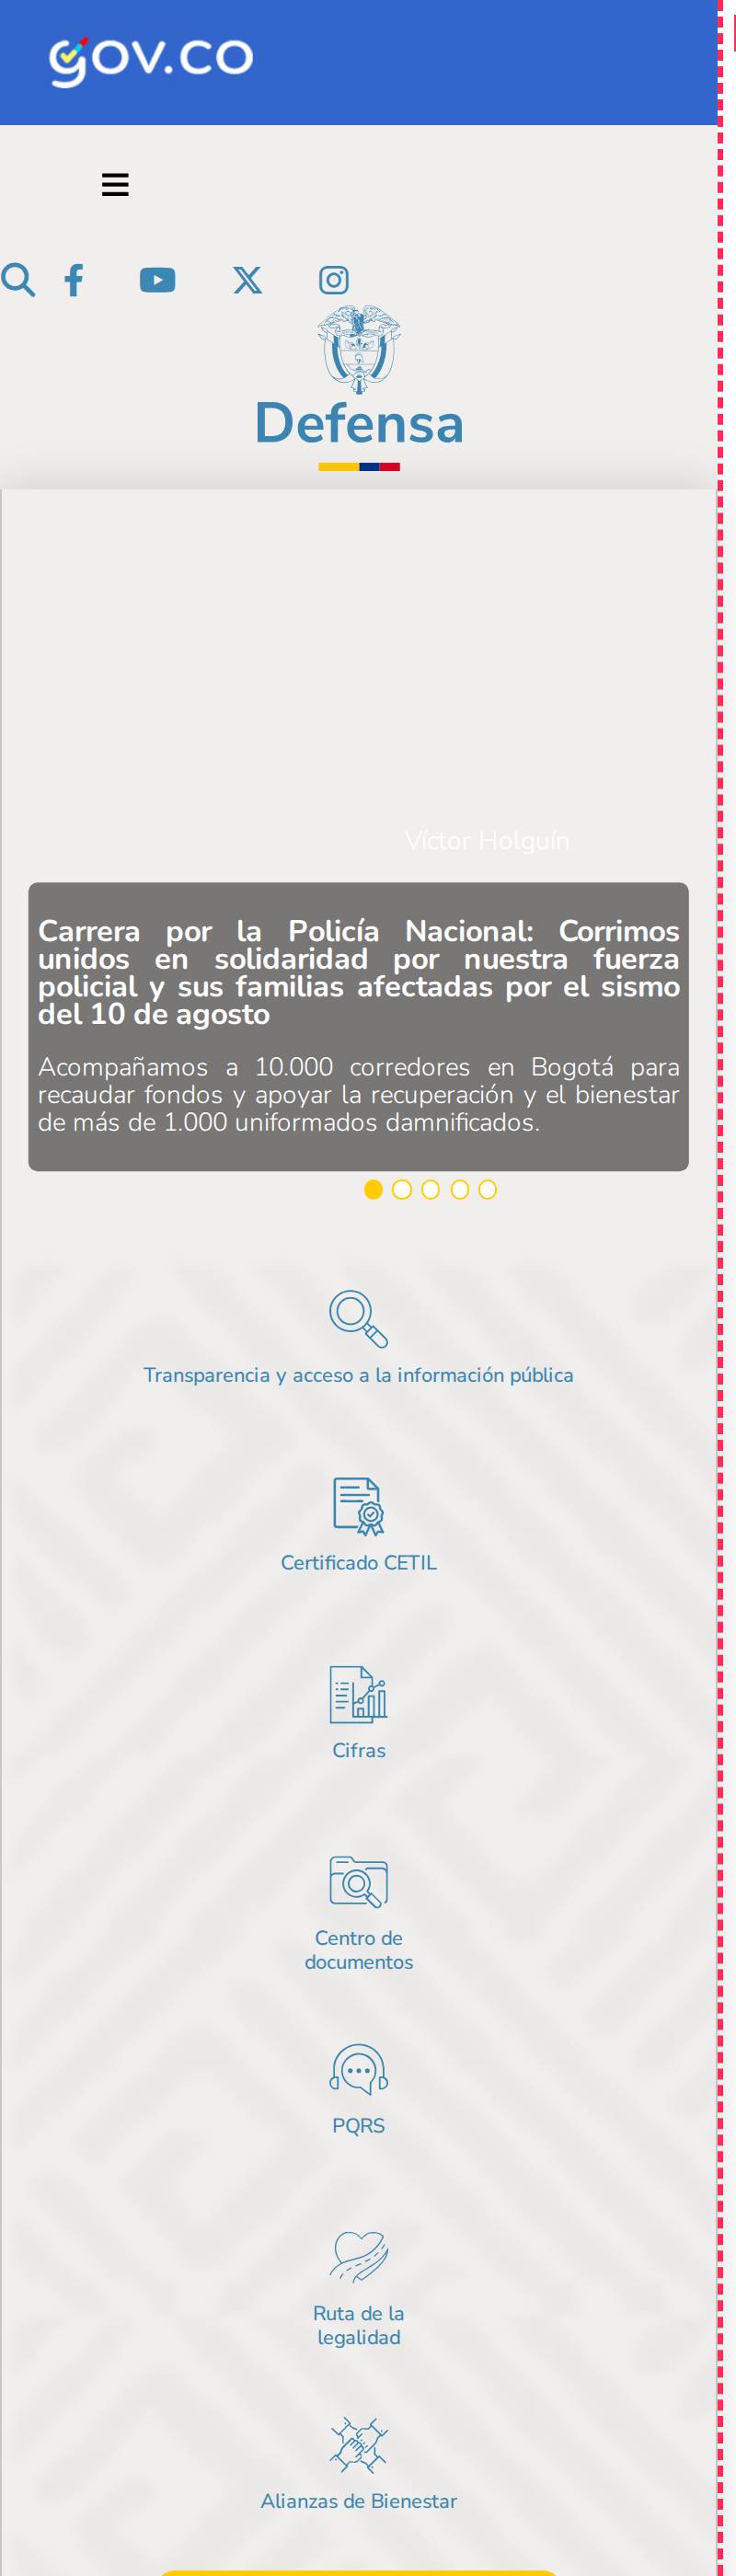 gov.co
Defensa
Víctor Holguín
Carrera por la Policía Nacional: Corrimos
unidos en solidaridad por nuestra fuerza
policial y sus familias afectadas por el sismo
del 10 de agosto
Acompañamos a 10.000 corredores en Bogotá para
recaudar fondos y apoyar la recuperación y el bienestar
de más de 1.000 uniformados damnificados.
Transparencia y acceso a la información pública
Certificado CETIL
Cifras
Centro de
documentos
PQRS
Ruta de la
legalidad
Alianzas de Bienestar